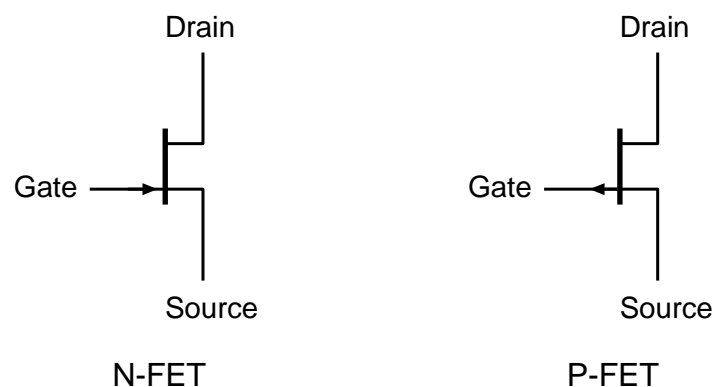 Drain
Drain
Gate
Gate
Source
Source
N-FET
P-FET